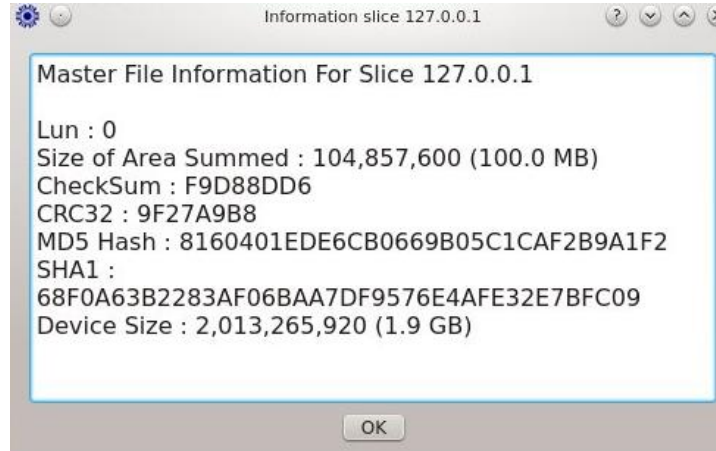 Information slice 127.0.0.1
Master File Information For Slice 127.0.0.1
Lun : 0
Size of Area Summed : 104,857,600 (100.0 MB)
CheckSum : F9D88DD6
CRC32 : 9F27A9B8
MD5 Hash : 8160401EDE6CB0669B05C1CAF2B9A1F2
SHA1 :
68F0A63B2283AF06BAA7DF9576E4AFE32E7BFC09
Device Size : 2,013,265,920 (1.9 GB)
OK